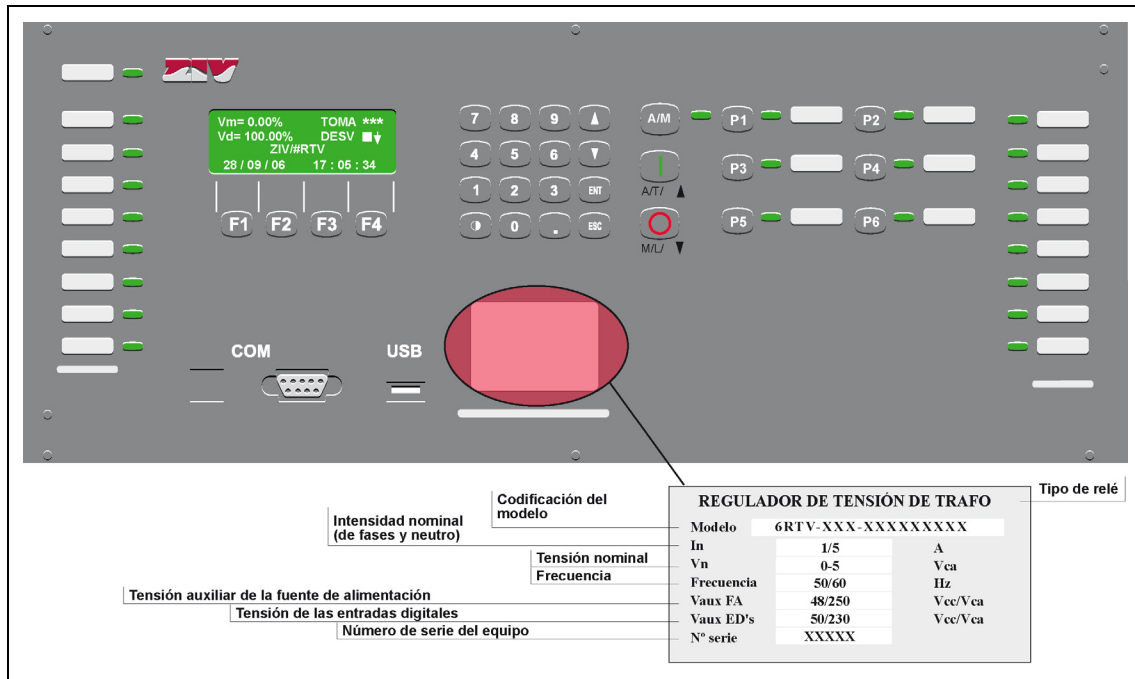 ZIV
Vm= 0.00% TOMA ***
Vd= 100.00% DESV ■▼
ZIV/#RTV
28 / 09 / 06 17 : 05 : 34
F1 F2 F3 F4
7 8 9 ▲
4 5 6 ▼
1 2 3 ENT
0 . ESC
A/M
A/T/ ▲
M/L/ ▼
P1 P2
P3 P4
P5 P6
COM
USB
Tipo de relé
Codificación del
modelo
Intensidad nominal
(de fases y neutro)
Tensión nominal
Frecuencia
Tensión auxiliar de la fuente de alimentación
Tensión de las entradas digitales
Número de serie del equipo
REGULADOR DE TENSIÓN DE TRAFO
Modelo 6RTV-XXX-XXXXXXXXX
In 1/5 A
Vn 0-5 Vca
Frecuencia 50/60 Hz
Vaux FA 48/250 Vcc/Vca
Vaux ED's 50/230 Vcc/Vca
Nº serie XXXXX